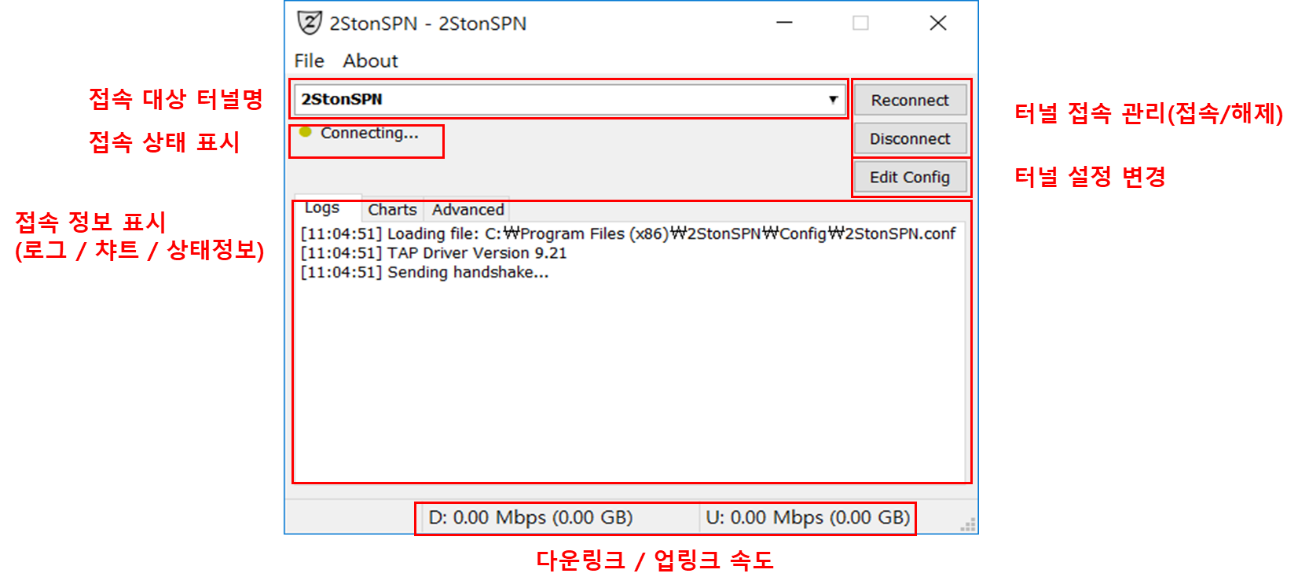 2StonSPN - 2StonSPN
File About
접속 대상 터널명
2StonSPN
Reconnect
터널 접속 관리(접속/해제)
접속 상태 표시
Connecting...
Disconnect
Edit Config
터널 설정 변경
접속 정보 표시
(로그 / 챠트 / 상태정보)
Logs Charts Advanced
[11:04:51] Loading file: C:₩Program Files (x86)₩2StonSPN₩Config₩2StonSPN.conf
[11:04:51] TAP Driver Version 9.21
[11:04:51] Sending handshake...
D: 0.00 Mbps (0.00 GB) U: 0.00 Mbps (0.00 GB)
다운링크 / 업링크 속도